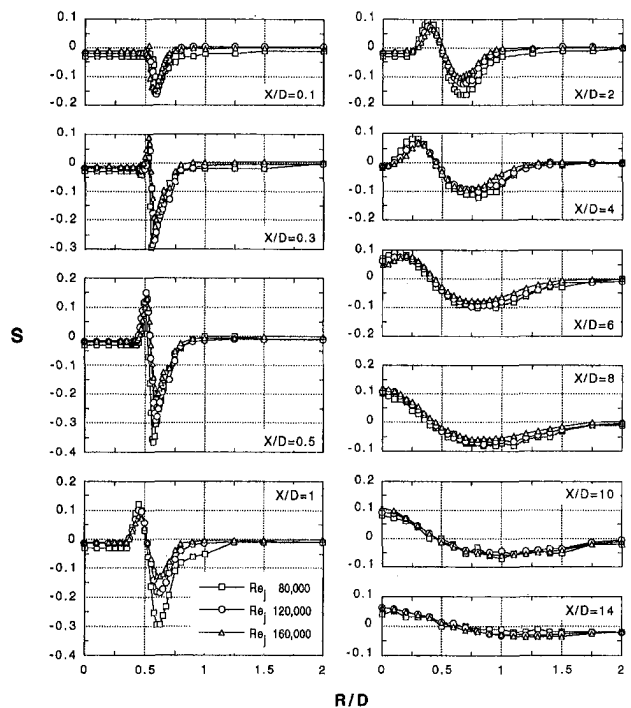 0.1
0
-0.1
-0.2
X/D=0.1
0.1
0
-0.1
-0.2
-0.3
X/D=0.3
0.2
0.1
0
-0.1
-0.2
-0.3
-0.4
X/D=0.5
0.2
0.1
0
-0.1
-0.2
-0.3
-0.4
X/D=1
Rej 80,000
Rej 120,000
Rej 160,000
0 0.5 1 1.5 2
0.1
0
-0.1
-0.2
X/D=2
0.1
0
-0.1
-0.2
X/D=4
0.1
0
-0.1
-0.2
X/D=6
0.2
0.1
0
-0.1
X/D=8
0.2
0.1
0
-0.1
X/D=10
0.1
0
-0.1
X/D=14
0 0.5 1 1.5 2
S
R/D